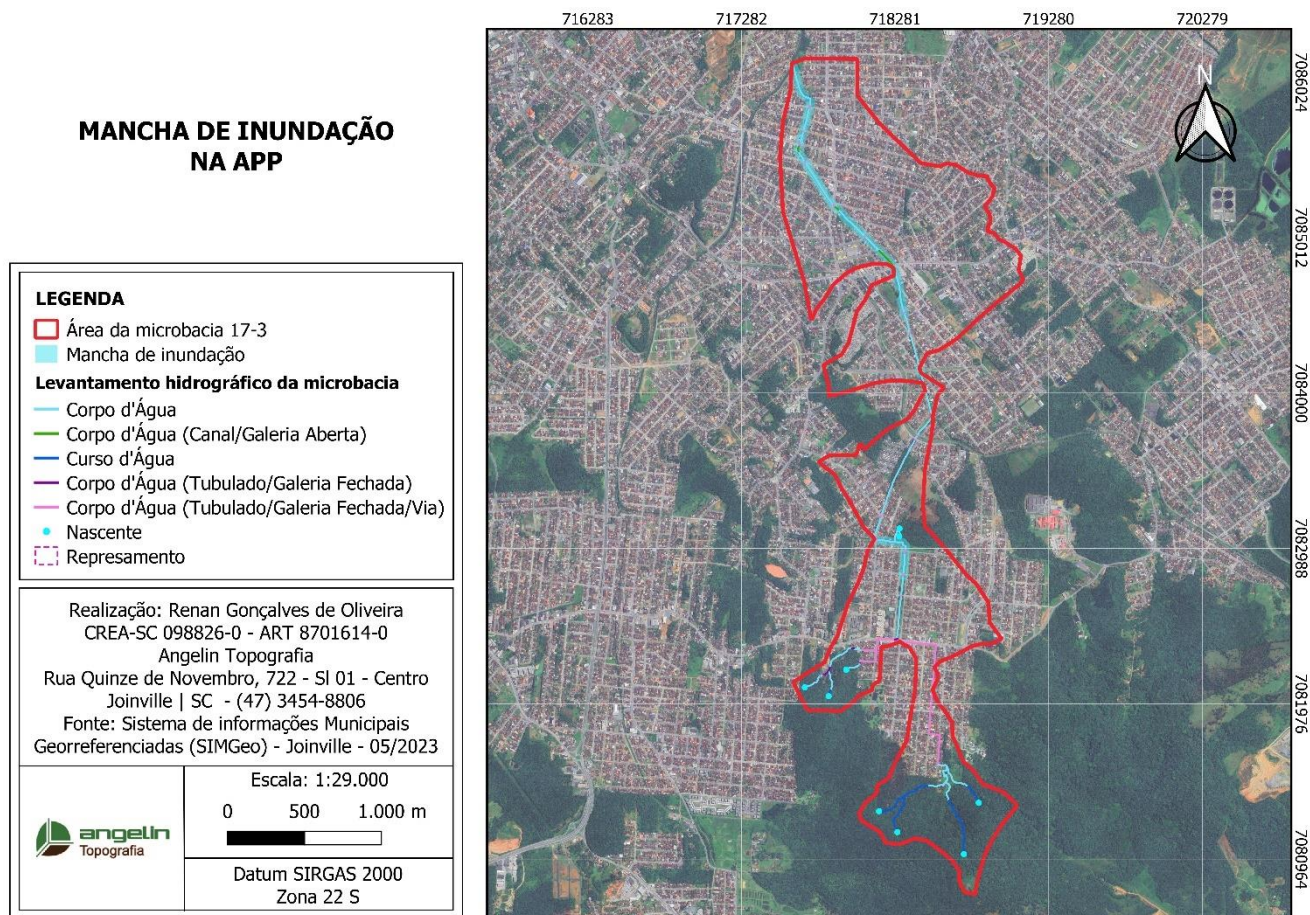 MANCHA DE INUNDAÇÃO
NA APP
LEGENDA
Área da microbacia 17-3
Mancha de inundação
Levantamento hidrográfico da microbacia
Corpo d'Água
Corpo d'Água (Canal/Galeria Aberta)
Curso d'Água
Corpo d'Água (Tubulado/Galeria Fechada)
Corpo d'Água (Tubulado/Galeria Fechada/Via)
Nascente
Represamento
Realização: Renan Gonçalves de Oliveira
CREA-SC 098826-0 - ART 8701614-0
Angelin Topografia
Rua Quinze de Novembro, 722 - Sl 01 - Centro
Joinville | SC - (47) 3454-8806
Fonte: Sistema de informações Municipais
Georreferenciadas (SIMGeo) - Joinville - 05/2023
angelin
Topografia
Escala: 1:29.000
0 500 1.000 m
Datum SIRGAS 2000
Zona 22 S
716283 717282 718281 719280 720279
N
7086024
7085012
7084000
7082988
7081976
7080964